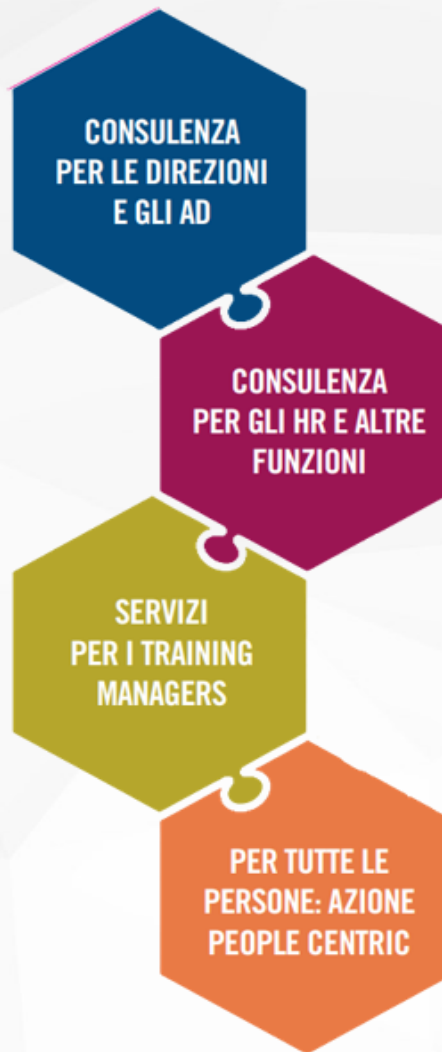 CONSULENZA
PER LE DIREZIONI
E GLI AD
CONSULENZA
PER GLI HR E ALTRE
FUNZIONI
SERVIZI
PER I TRAINING
MANAGERS
PER TUTTE LE
PERSONE: AZIONE
PEOPLE CENTRIC